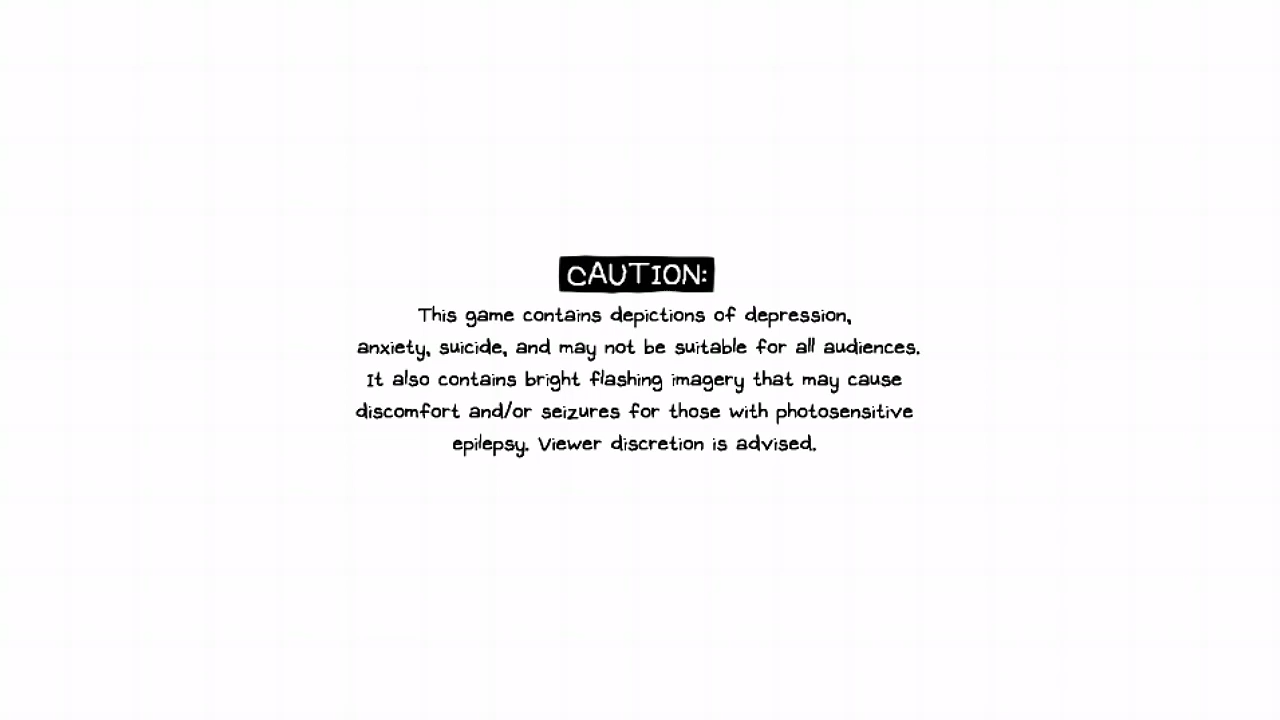 CAUTION:
This game contains depictions of depression,
anxiety, suicide, and may not be suitable for all audiences.
It also contains bright flashing imagery that may cause
discomfort and/or seizures for those with photosensitive
epilepsy. Viewer discretion is advised.